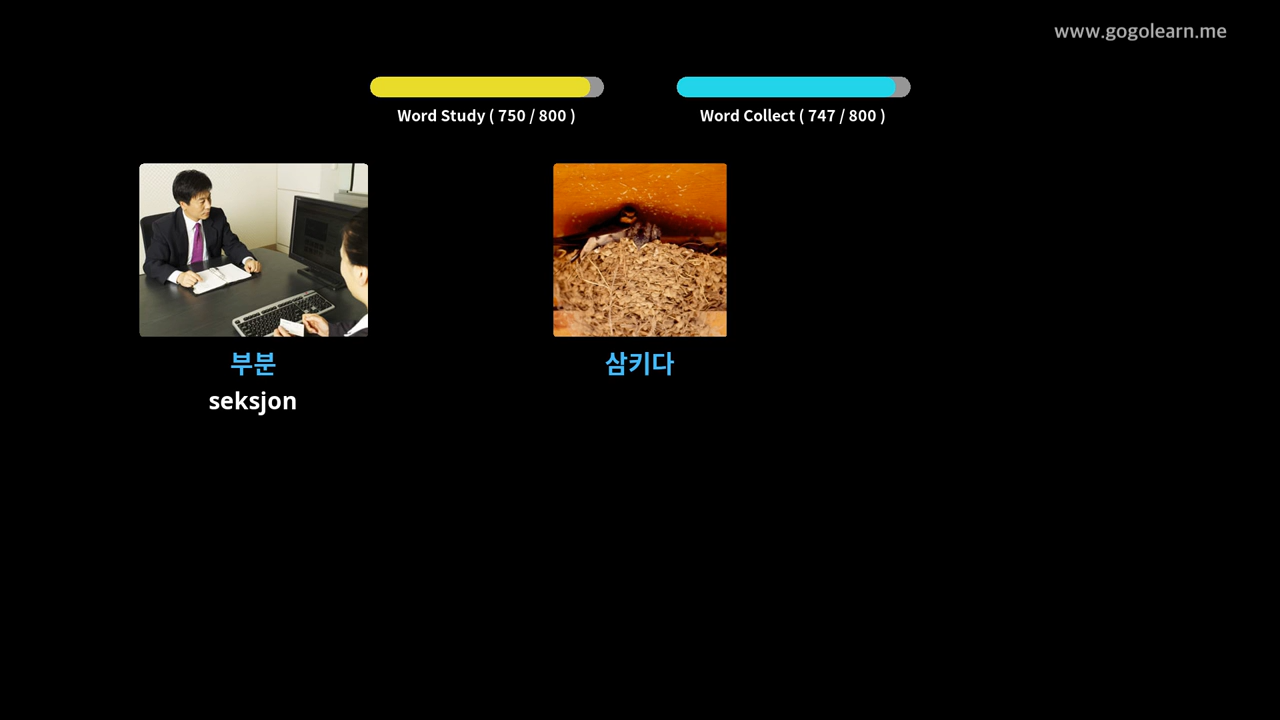 www.gogolearn.me
Word Study ( 750 / 800 )
Word Collect ( 747 / 800 )
부분
seksjon
삼키다